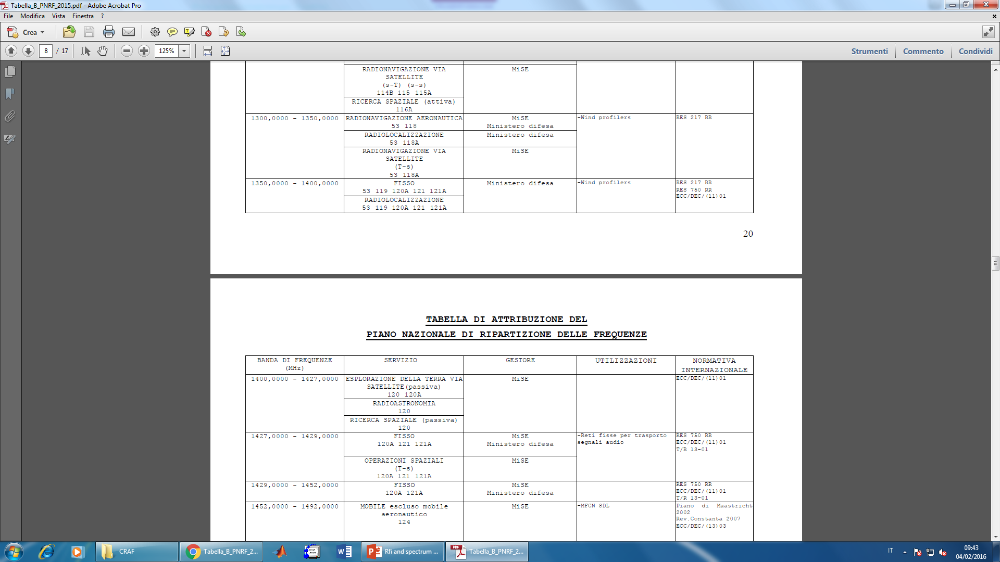 Tabella_B_PNRF_2015.pdf - Adobe Acrobat Pro
File Modifica Vista Finestra ?
Crea
8 / 17 125% Strumenti Commento Condividi
RADIONAVIGAZIONE VIA
SATELLITE
(s-T) (s-s)
114B 115 115A
MiSE
RICERCA SPAZIALE (attiva)
116A
1300,0000 - 1350,0000
RADIONAVIGAZIONE AERONAUTICA
53 118
MiSE
Ministero difesa
-Wind profilers
RES 217 RR
RADIOLOCALIZZAZIONE
53 118A
Ministero difesa
RADIONAVIGAZIONE VIA
SATELLITE
(T-s)
53 118A
MiSE
1350,0000 - 1400,0000
FISSO
53 119 120A 121 121A
Ministero difesa
-Wind profilers
RES 217 RR
RES 750 RR
ECC/DEC/(11)01
RADIOLOCALIZZAZIONE
53 119 120A 121 121A
20
TABELLA DI ATTRIBUZIONE DEL
PIANO NAZIONALE DI RIPARTIZIONE DELLE FREQUENZE
BANDA DI FREQUENZE
(MHz)
SERVIZIO
GESTORE
UTILIZZAZIONI
NORMATIVA
INTERNAZIONALE
1400,0000 - 1427,0000
ESPLORAZIONE DELLA TERRA VIA
SATELLITE(passiva)
120 120A
MiSE
ECC/DEC/(11)01
RADIOASTRONOMIA
120
RICERCA SPAZIALE (passiva)
120
1427,0000 - 1429,0000
FISSO
120A 121 121A
MiSE
Ministero difesa
-Reti fisse per trasporto
segnali audio
RES 750 RR
ECC/DEC/(11)01
T/R 13-01
OPERAZIONI SPAZIALI
(T-s)
120A 121 121A
MiSE
1429,0000 - 1452,0000
FISSO
120A 121A
MiSE
Ministero difesa
RES 750 RR
ECC/DEC/(11)01
T/R 13-01
1452,0000 - 1492,0000
MOBILE escluso mobile
aeronautico
124
MiSE
-MFCN SDL
Piano di Maastricht
2002
Rev.Constanta 2007
ECC/DEC/(13)03
CRAF
Tabella_B_PNRF_2...
Rfi and spectrum ...
Tabella_B_PNRF_2...
IT
09:43
04/02/2016